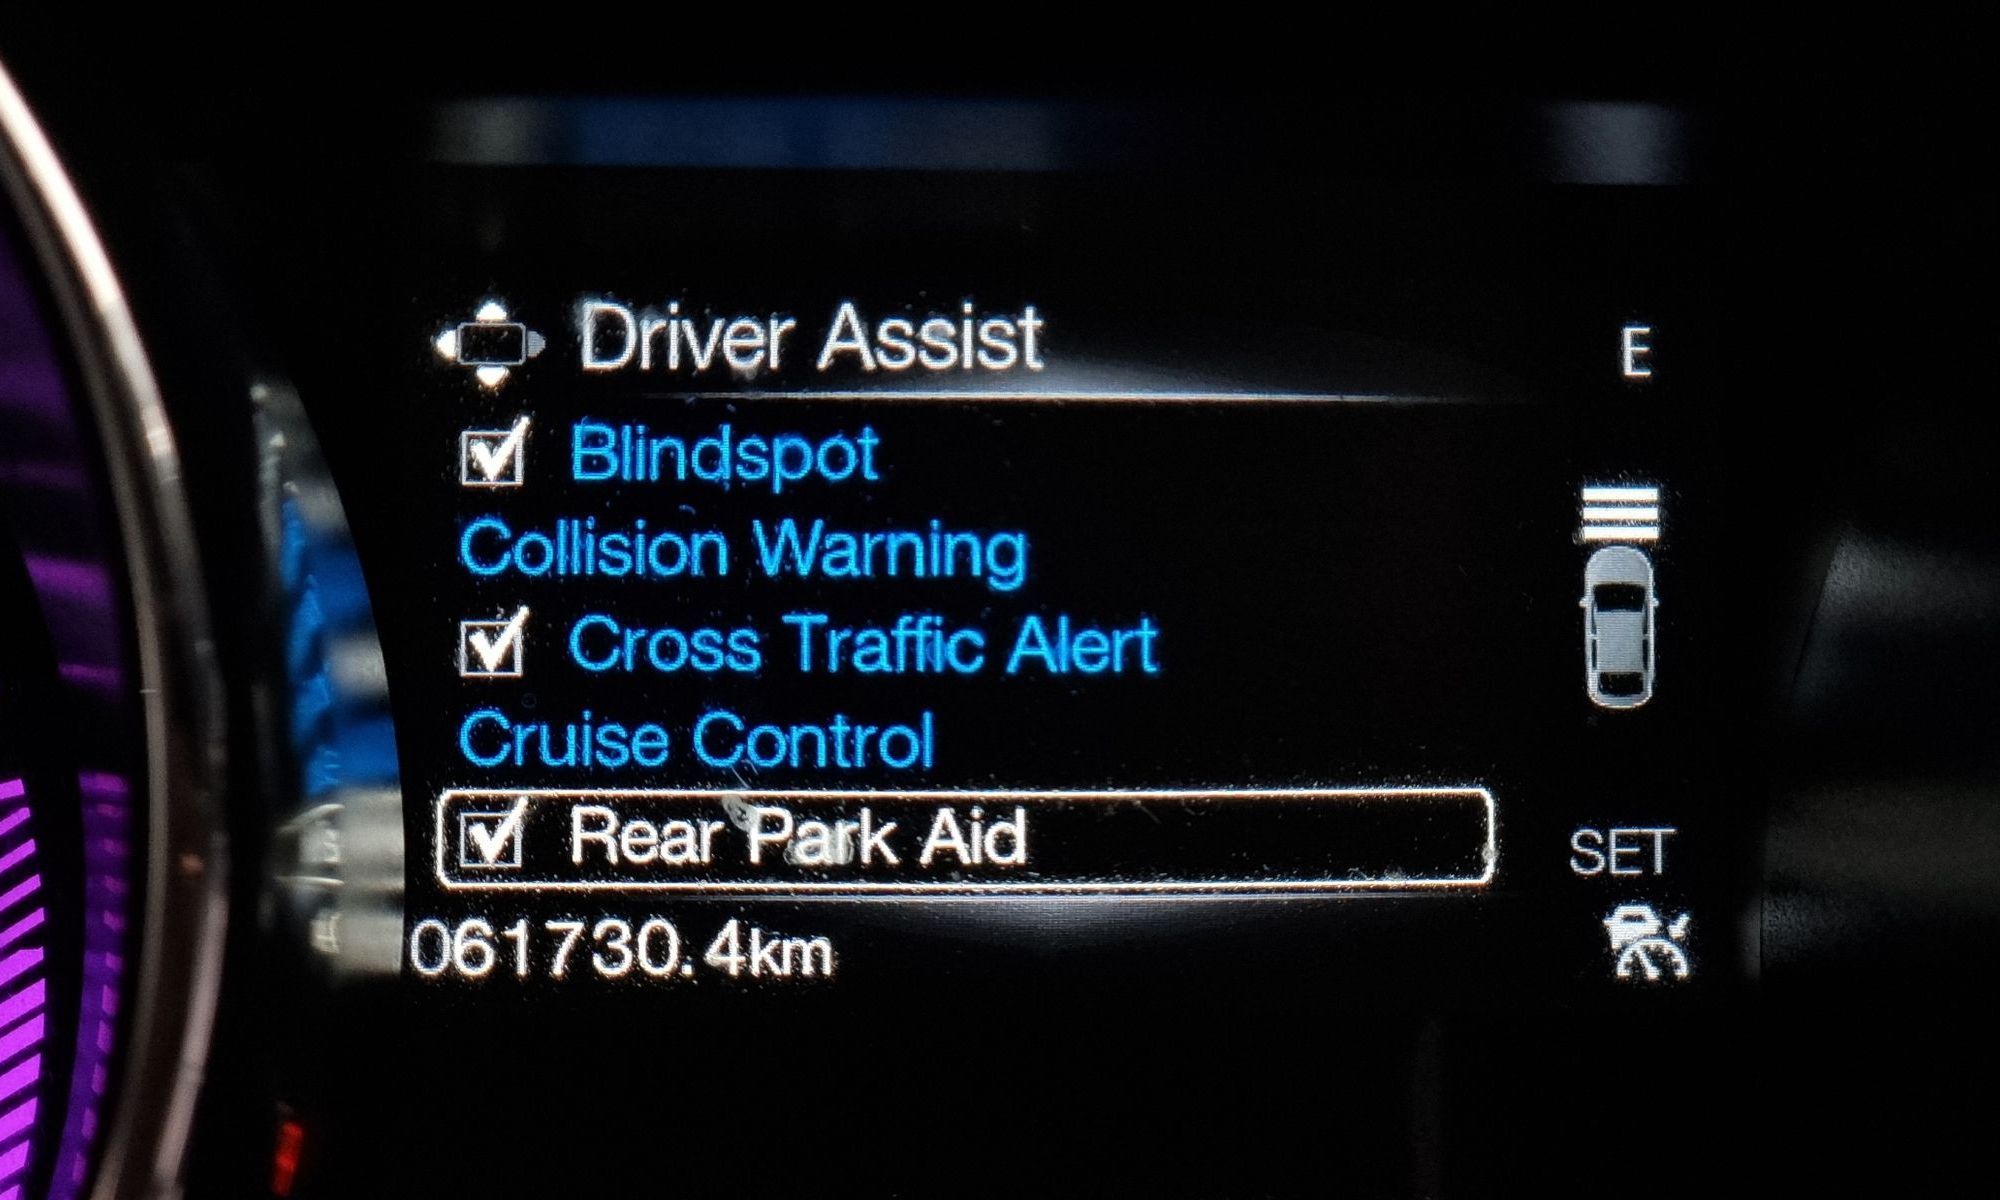 Driver Assist
E
Blindspot
Collision Warning
Cross Traffic Alert
Cruise Control
Rear Park Aid
SET
061730.4km